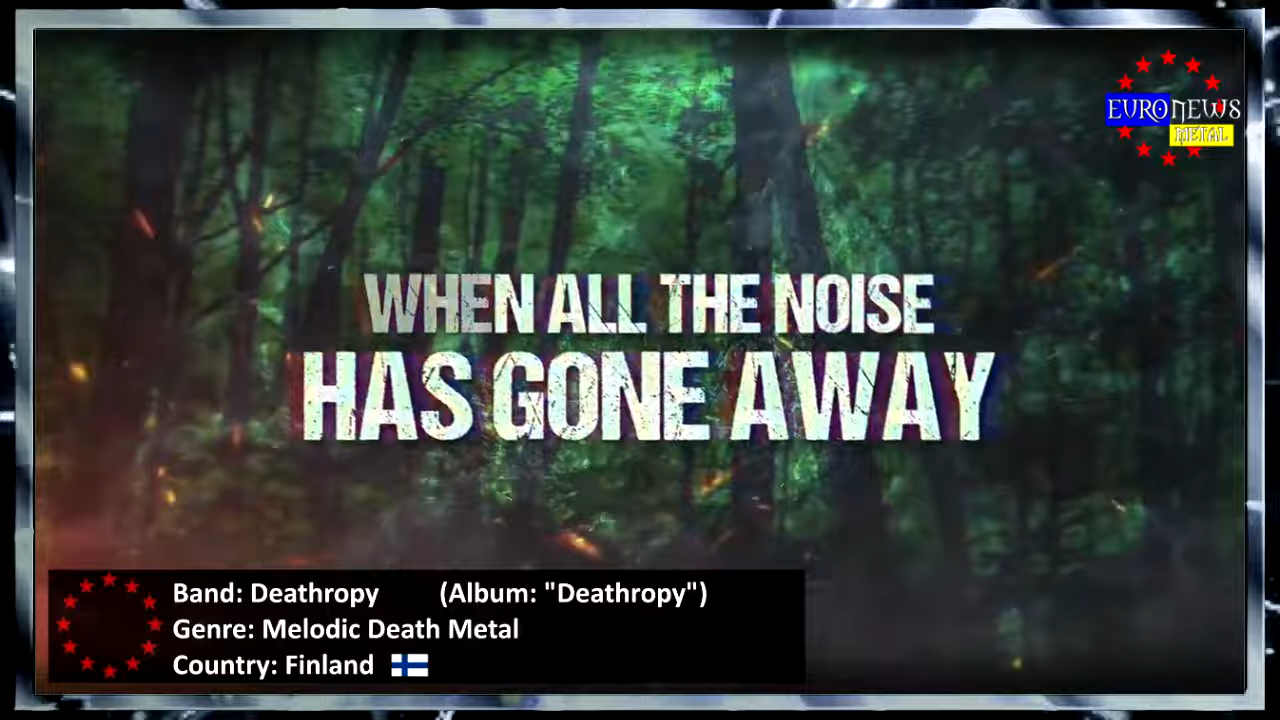 EURONEWS
METAL
WHEN ALL THE NOISE
HAS GONE AWAY
Band: Deathropy (Album: "Deathropy")
Genre: Melodic Death Metal
Country: Finland